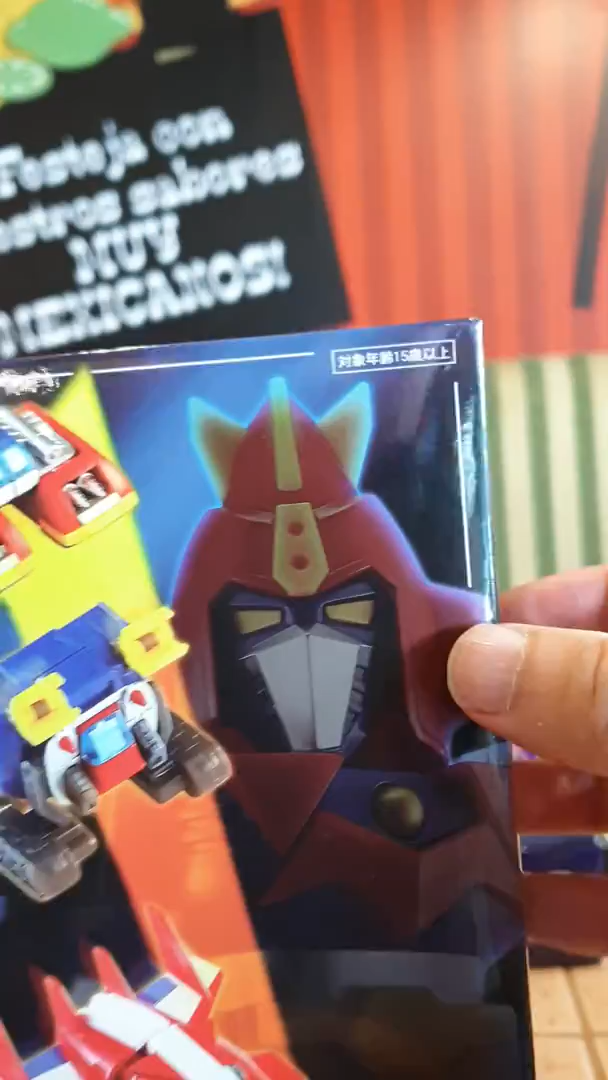 Festeja con
estros sabores
MUY
MEXICANOS!
対象年齢15歳以上